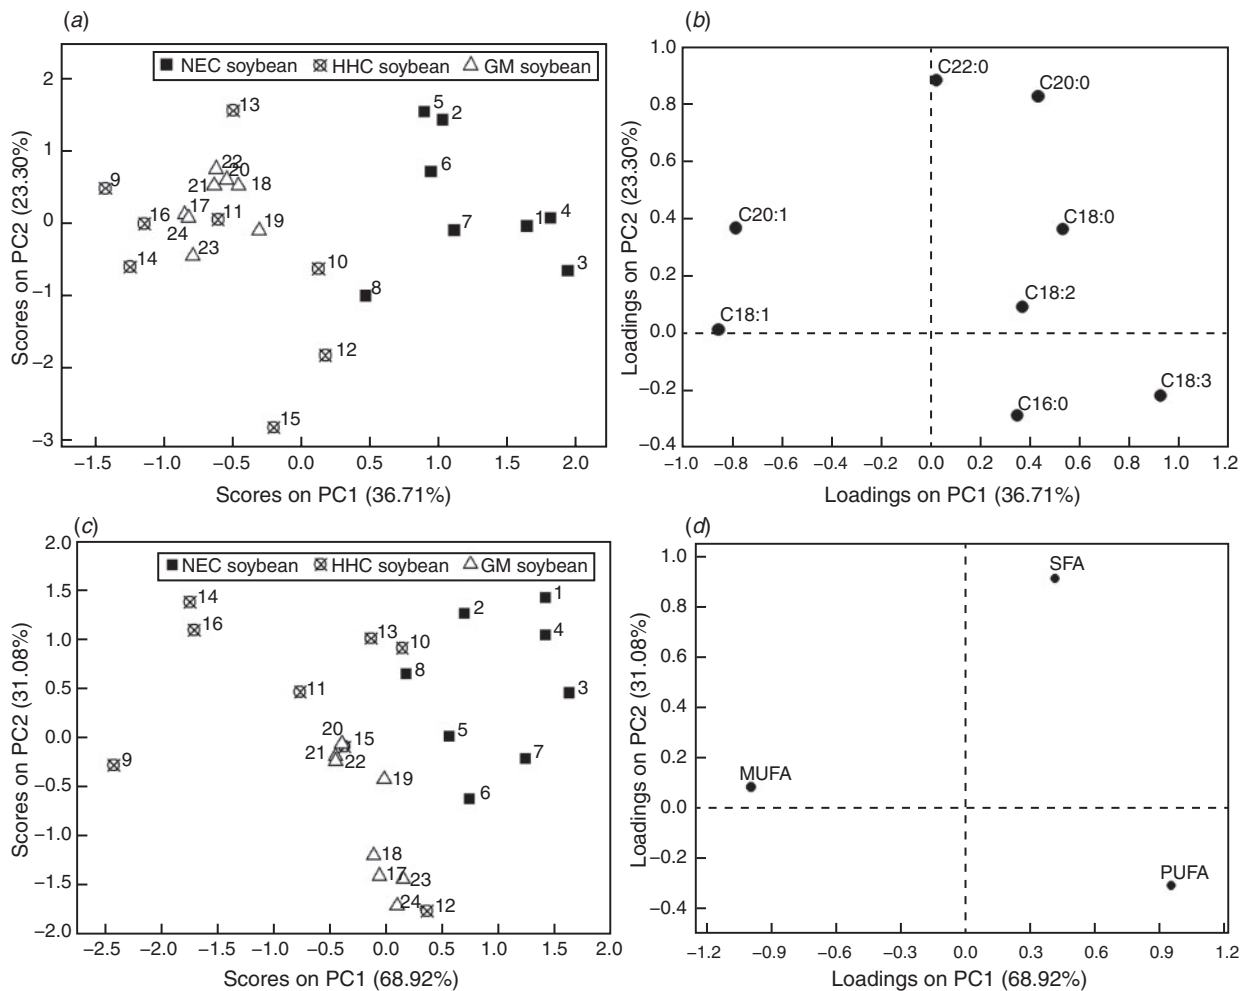 (a)
NEC soybean HHC soybean GM soybean
2
1
0
−1
−2
−3
−1.5 −1.0 −0.5 0.0 0.5 1.0 1.5 2.0
Scores on PC2 (23.30%)
Scores on PC1 (36.71%)
13
5
2
22
20
6
9
21
18
16
17
11
19
7
1
4
24
14
23
10
3
8
12
15
(b)
1.0
0.8
0.6
0.4
0.2
0.0
−0.2
−0.4
−1.0 −0.8 −0.6 −0.4 −0.2 0.0 0.2 0.4 0.6 0.8 1.0 1.2
Loadings on PC2 (23.30%)
Loadings on PC1 (36.71%)
C22:0
C20:0
C20:1
C18:0
C18:2
C18:1
C18:3
C16:0
(c)
NEC soybean HHC soybean GM soybean
2.0
1.5
1.0
0.5
0.0
−0.5
−1.0
−1.5
−2.0
−2.5 −2.0 −1.5 −1.0 −0.5 0.0 0.5 1.0 1.5 2.0
Scores on PC2 (31.08%)
Scores on PC1 (68.92%)
14
1
2
16
13
10
4
8
11
3
20
15
5
21
22
9
7
19
6
18
17
23
24
12
(d)
1.0
0.8
0.6
0.4
0.2
0.0
−0.2
−0.4
−1.2 −0.9 −0.6 −0.3 0.0 0.3 0.6 0.9 1.2
Loadings on PC2 (31.08%)
Loadings on PC1 (68.92%)
SFA
MUFA
PUFA